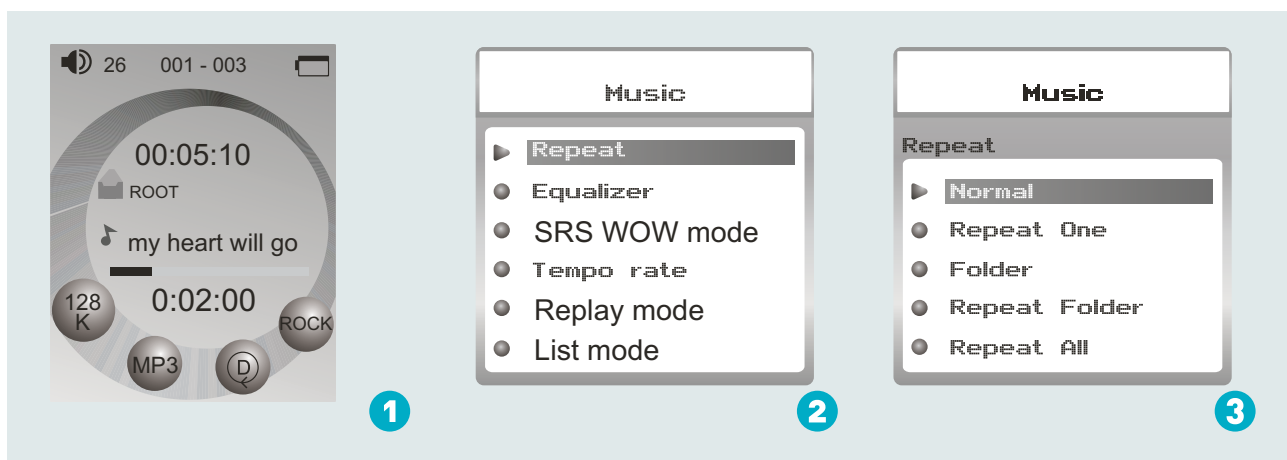 26 001 - 003
00:05:10
ROOT
my heart will go
0:02:00
128
K
ROCK
MP3
D
1
Music
Repeat
Equalizer
SRS WOW mode
Tempo rate
Replay mode
List mode
2
Music
Repeat
Normal
Repeat One
Folder
Repeat Folder
Repeat All
3